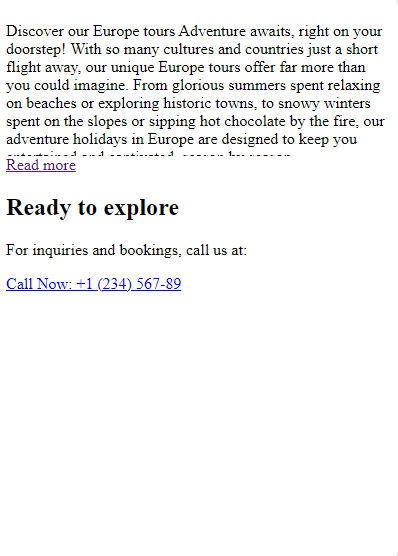 Discover our Europe tours Adventure awaits, right on your
doorstep! With so many cultures and countries just a short
flight away, our unique Europe tours offer far more than
you could imagine. From glorious summers spent relaxing
on beaches or exploring historic towns, to snowy winters
spent on the slopes or sipping hot chocolate by the fire, our
adventure holidays in Europe are designed to keep you
Read more
Ready to explore
For inquiries and bookings, call us at:
Call Now: +1 (234) 567-89